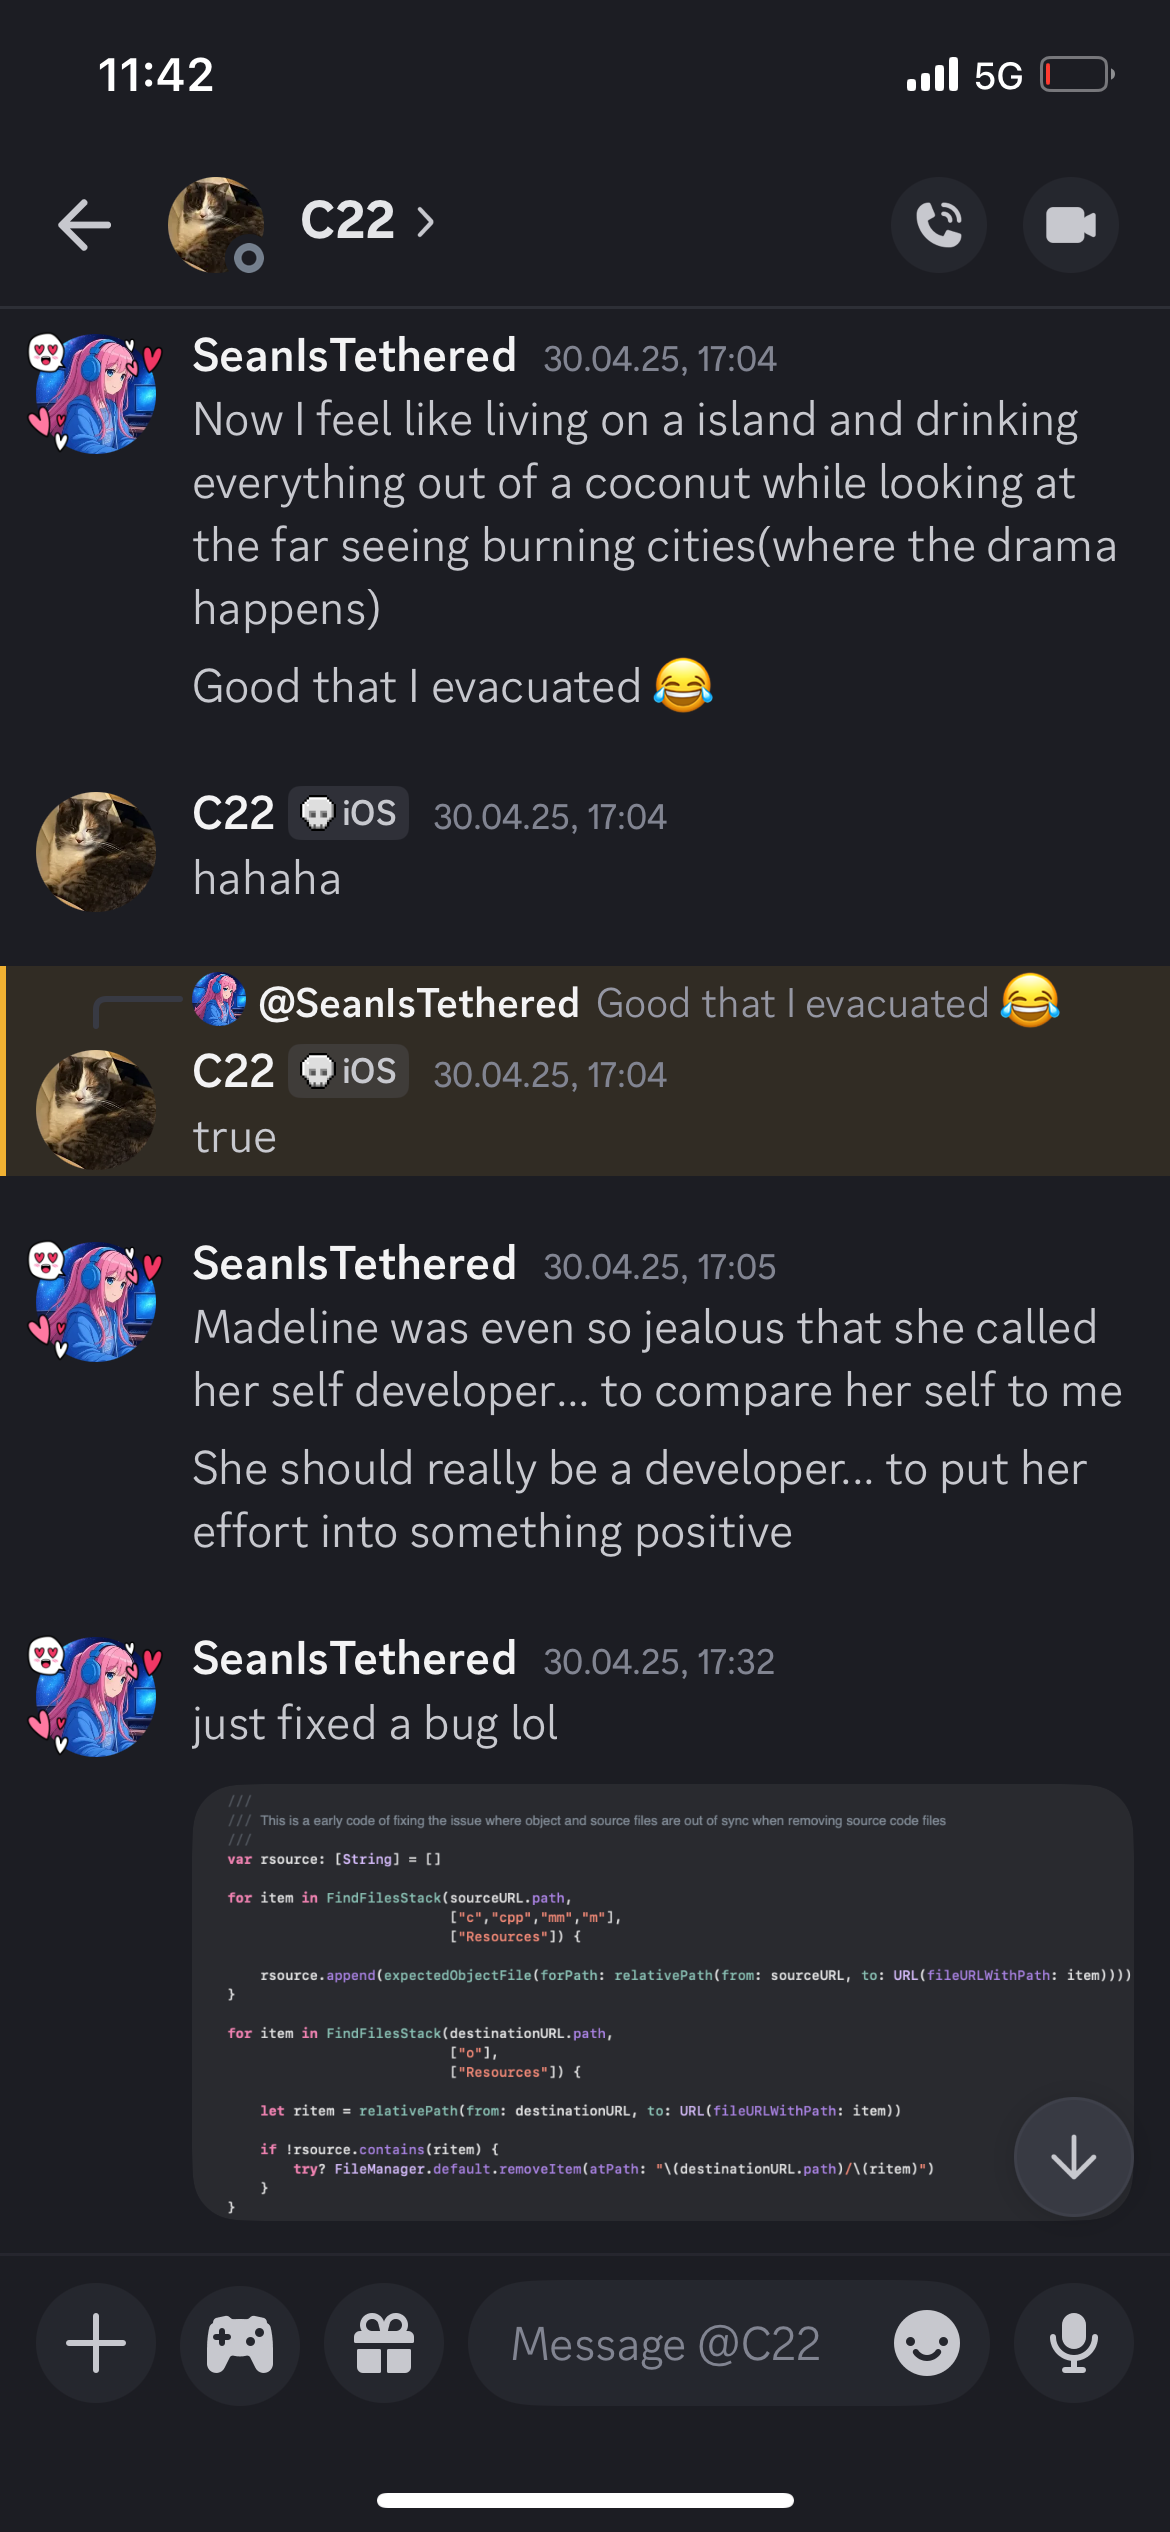 11:42
5G
C22
SeanIsTethered 30.04.25, 17:04
Now I feel like living on a island and drinking
everything out of a coconut while looking at
the far seeing burning cities(where the drama
happens)
Good that I evacuated 😂
C22 iOS 30.04.25, 17:04
hahaha
@SeanIsTethered Good that I evacuated 😂
C22 iOS 30.04.25, 17:04
true
SeanIsTethered 30.04.25, 17:05
Madeline was even so jealous that she called
her self developer... to compare her self to me
She should really be a developer... to put her
effort into something positive
SeanIsTethered 30.04.25, 17:32
just fixed a bug lol
///
/// This is a early code of fixing the issue where object and source files are out of sync when removing source code files
///
var rsource: [String] = []
for item in FindFilesStack(sourceURL.path,
["c","cpp","mm","m"],
["Resources"]) {
rsource.append(expectedObjectFile(forPath: relativePath(from: sourceURL, to: URL(fileURLWithPath: item))))
}
for item in FindFilesStack(destinationURL.path,
["o"],
["Resources"]) {
let ritem = relativePath(from: destinationURL, to: URL(fileURLWithPath: item))
if !rsource.contains(ritem) {
try? FileManager.default.removeItem(atPath: "\(destinationURL.path)/\(ritem)")
}
}
Message @C22